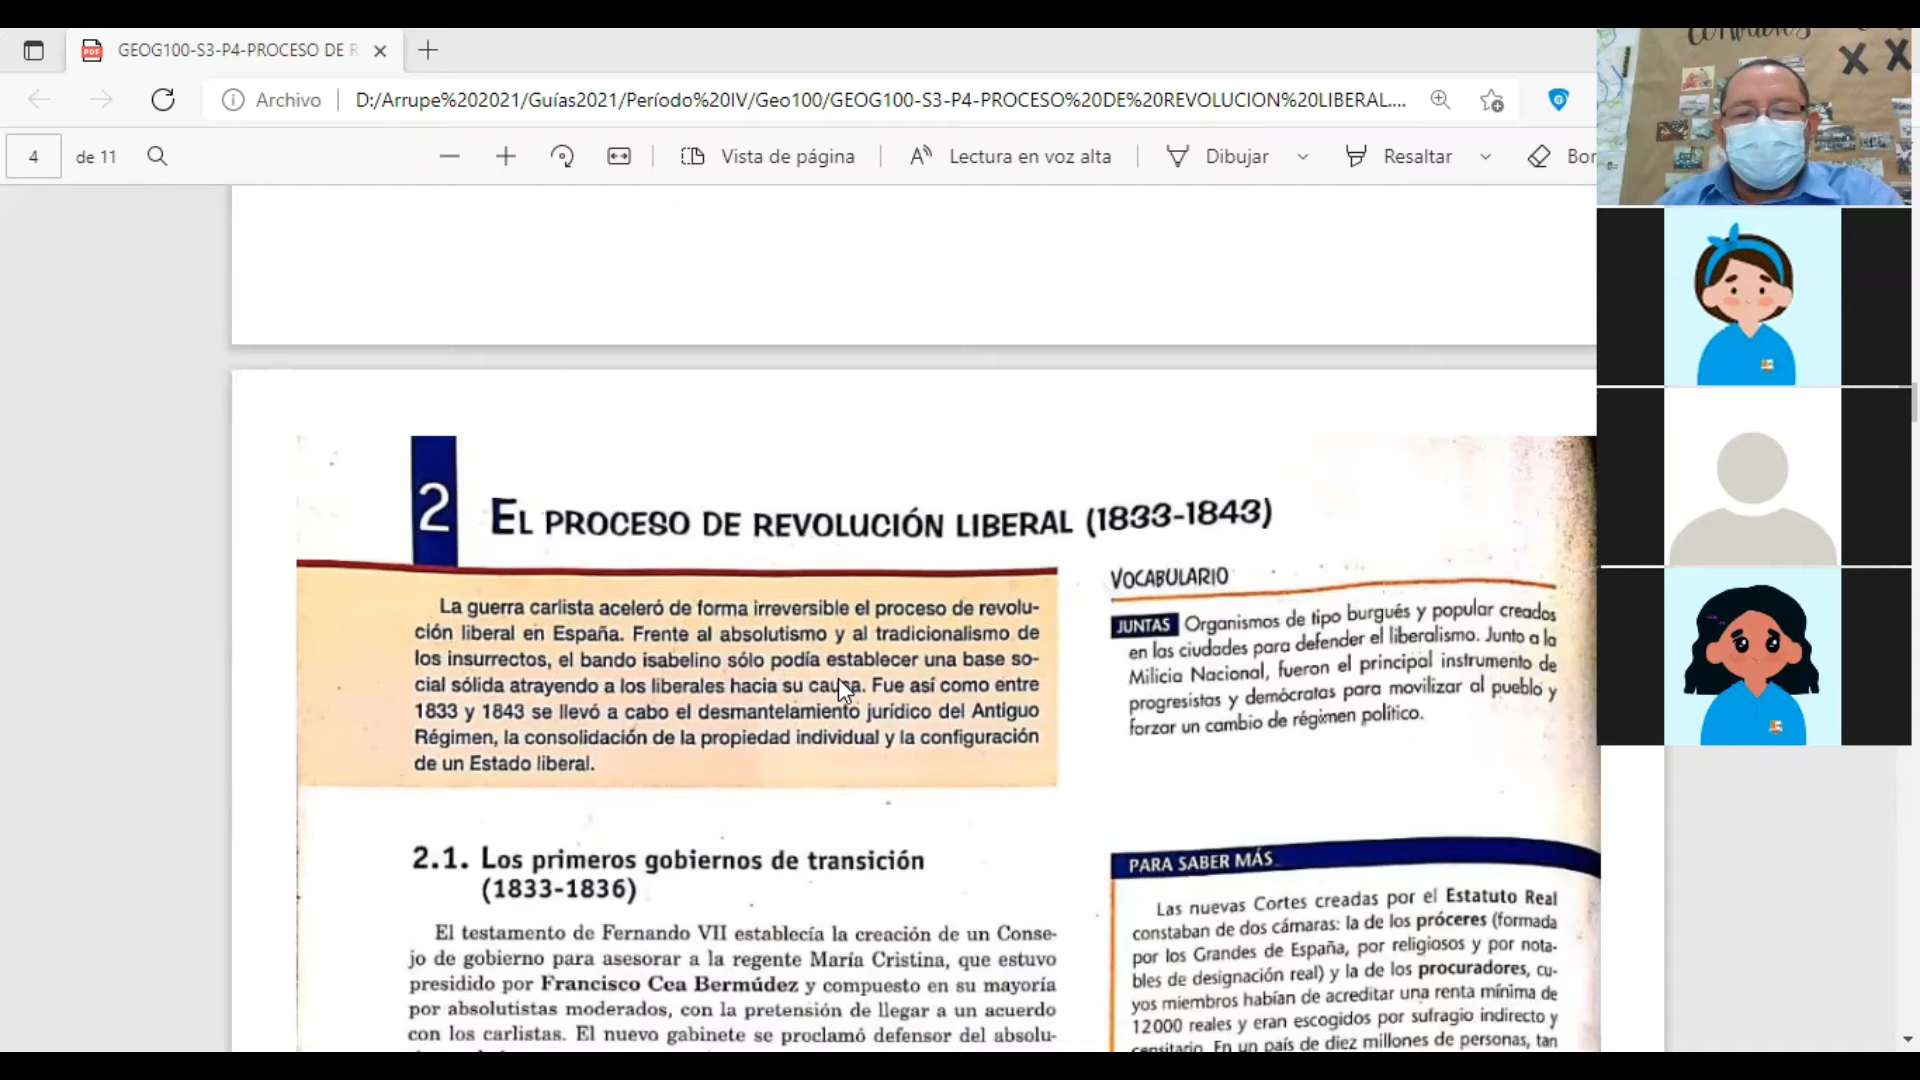 GEOG100-S3-P4-PROCESO DE R
Archivo
D:/Arrupe%202021/Guías2021/Período%20IV/Geo100/GEOG100-S3-P4-PROCESO%20DE%20REVOLUCION%20LIBERAL....
4 de 11
Vista de página
Lectura en voz alta
Dibujar
Resaltar
Bor
2
EL PROCESO DE REVOLUCIÓN LIBERAL (1833-1843)
La guerra carlista aceleró de forma irreversible el proceso de revolu-
ción liberal en España. Frente al absolutismo y al tradicionalismo de
los insurrectos, el bando isabelino sólo podía establecer una base so-
cial sólida atrayendo a los liberales hacia su causa. Fue así como entre
1833 y 1843 se llevó a cabo el desmantelamiento jurídico del Antiguo
Régimen, la consolidación de la propiedad individual y la configuración
de un Estado liberal.
VOCABULARIO
JUNTAS Organismos de tipo burgués y popular creados
en las ciudades para defender el liberalismo. Junto a la
Milicia Nacional, fueron el principal instrumento de
progresistas y demócratas para movilizar al pueblo y
forzar un cambio de régimen político.
2.1. Los primeros gobiernos de transición
(1833-1836)
El testamento de Fernando VII establecía la creación de un Conse-
jo de gobierno para asesorar a la regente María Cristina, que estuvo
presidido por Francisco Cea Bermúdez y compuesto en su mayoría
por absolutistas moderados, con la pretensión de llegar a un acuerdo
con los carlistas. El nuevo gabinete se proclamó defensor del absolu-
PARA SABER MÁS
Las nuevas Cortes creadas por el Estatuto Real
constaban de dos cámaras: la de los próceres (formada
por los Grandes de España, por religiosos y por nota-
bles de designación real) y la de los procuradores, cu-
yos miembros habían de acreditar una renta mínima de
12000 reales y eran escogidos por sufragio indirecto y
censitario. En un país de diez millones de personas, tan